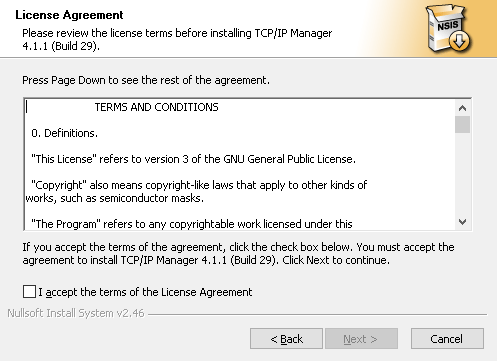 License Agreement
Please review the license terms before installing TCP/IP Manager
4.1.1 (Build 29).
NSIS
Press Page Down to see the rest of the agreement.
TERMS AND CONDITIONS
0. Definitions.
"This License" refers to version 3 of the GNU General Public License.
"Copyright" also means copyright-like laws that apply to other kinds of
works, such as semiconductor masks.
"The Program" refers to any copyrightable work licensed under this
If you accept the terms of the agreement, click the check box below. You must accept the
agreement to install TCP/IP Manager 4.1.1 (Build 29). Click Next to continue.
I accept the terms of the License Agreement
Nullsoft Install System v2.46
< Back
Next >
Cancel